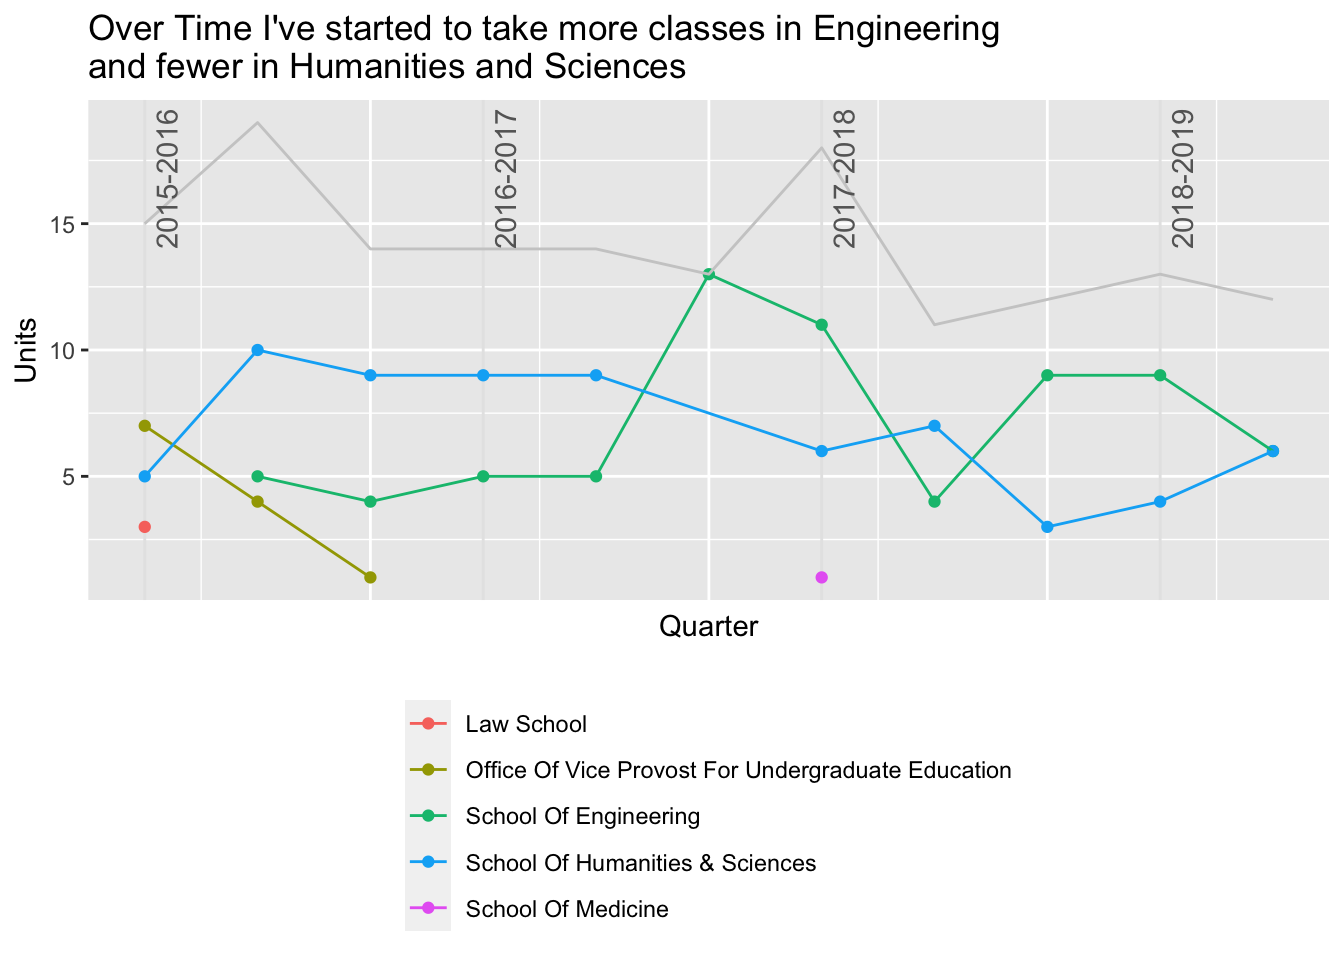 Over Time I've started to take more classes in Engineering
and fewer in Humanities and Sciences
2015-2016
2016-2017
2017-2018
2018-2019
15
10
5
Units
Quarter
Law School
Office Of Vice Provost For Undergraduate Education
School Of Engineering
School Of Humanities & Sciences
School Of Medicine